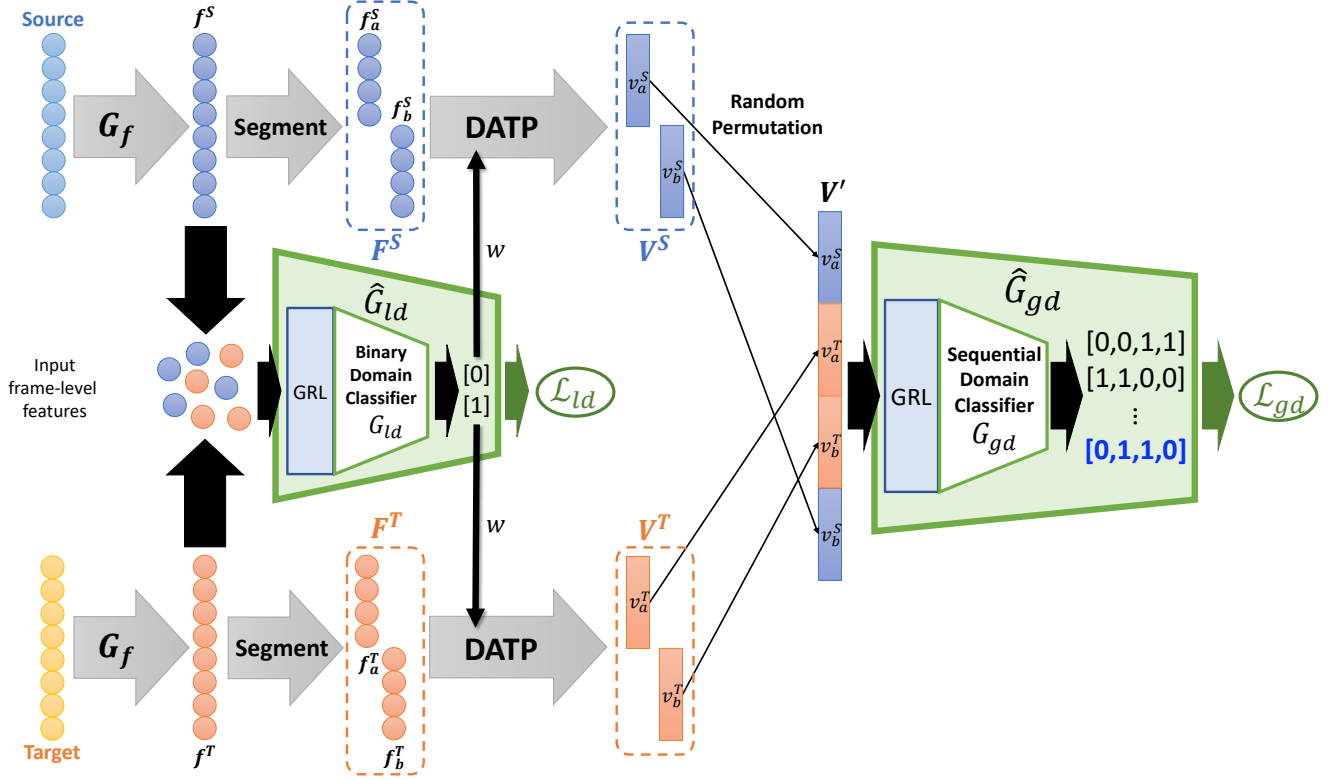 Source
f^S
G_f
Segment
f_a^S
f_b^S
F^S
DATP
v_a^S
v_b^S
V^S
Random
Permutation
w
Input
frame-level
features
GRL
Ĝ_ld
Binary
Domain
Classifier
G_ld
[0]
[1]
ℒ_ld
V'
v_a^S
v_a^T
v_b^T
v_b^S
GRL
Ĝ_gd
Sequential
Domain
Classifier
G_gd
[0,0,1,1]
[1,1,0,0]
⋮
[0,1,1,0]
ℒ_gd
w
Target
f^T
G_f
Segment
F^T
f_a^T
f_b^T
DATP
V^T
v_a^T
v_b^T